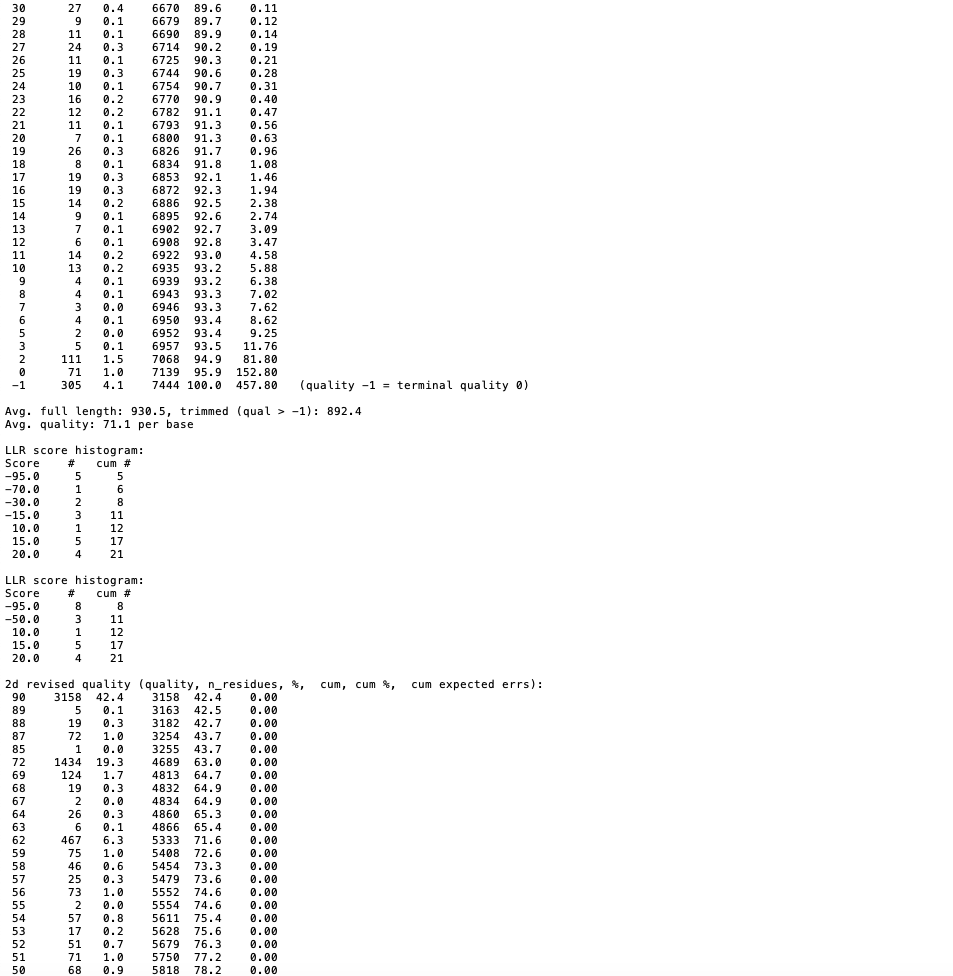 30 27 0.4 6670 89.6 0.11
29 9 0.1 6679 89.7 0.12
28 11 0.1 6690 89.9 0.14
27 24 0.3 6714 90.2 0.19
26 11 0.1 6725 90.3 0.21
25 19 0.3 6744 90.6 0.28
24 10 0.1 6754 90.7 0.31
23 16 0.2 6770 90.9 0.40
22 12 0.2 6782 91.1 0.47
21 11 0.1 6793 91.3 0.56
20 7 0.1 6800 91.3 0.63
19 26 0.3 6826 91.7 0.96
18 8 0.1 6834 91.8 1.08
17 19 0.3 6853 92.1 1.46
16 19 0.3 6872 92.3 1.94
15 14 0.2 6886 92.5 2.38
14 9 0.1 6895 92.6 2.74
13 7 0.1 6902 92.7 3.09
12 6 0.1 6908 92.8 3.47
11 14 0.2 6922 93.0 4.58
10 13 0.2 6935 93.2 5.88
9 4 0.1 6939 93.2 6.38
8 4 0.1 6943 93.3 7.02
7 3 0.0 6946 93.3 7.62
6 4 0.1 6950 93.4 8.62
5 2 0.0 6952 93.4 9.25
3 5 0.1 6957 93.5 11.76
2 111 1.5 7068 94.9 81.80
0 71 1.0 7139 95.9 152.80
-1 305 4.1 7444 100.0 457.80 (quality -1 = terminal quality 0)
Avg. full length: 930.5, trimmed (qual > -1): 892.4
Avg. quality: 71.1 per base
LLR score histogram:
Score # cum #
-95.0 5 5
-70.0 1 6
-30.0 2 8
-15.0 3 11
10.0 1 12
15.0 5 17
20.0 4 21
LLR score histogram:
Score # cum #
-95.0 8 8
-50.0 3 11
10.0 1 12
15.0 5 17
20.0 4 21
2d revised quality (quality, n_residues, %, cum, cum %, cum expected errs):
90 3158 42.4 3158 42.4 0.00
89 5 0.1 3163 42.5 0.00
88 19 0.3 3182 42.7 0.00
87 72 1.0 3254 43.7 0.00
85 1 0.0 3255 43.7 0.00
72 1434 19.3 4689 63.0 0.00
69 124 1.7 4813 64.7 0.00
68 19 0.3 4832 64.9 0.00
67 2 0.0 4834 64.9 0.00
64 26 0.3 4860 65.3 0.00
63 6 0.1 4866 65.4 0.00
62 467 6.3 5333 71.6 0.00
59 75 1.0 5408 72.6 0.00
58 46 0.6 5454 73.3 0.00
57 25 0.3 5479 73.6 0.00
56 73 1.0 5552 74.6 0.00
55 2 0.0 5554 74.6 0.00
54 57 0.8 5611 75.4 0.00
53 17 0.2 5628 75.6 0.00
52 51 0.7 5679 76.3 0.00
51 71 1.0 5750 77.2 0.00
50 68 0.9 5818 78.2 0.00